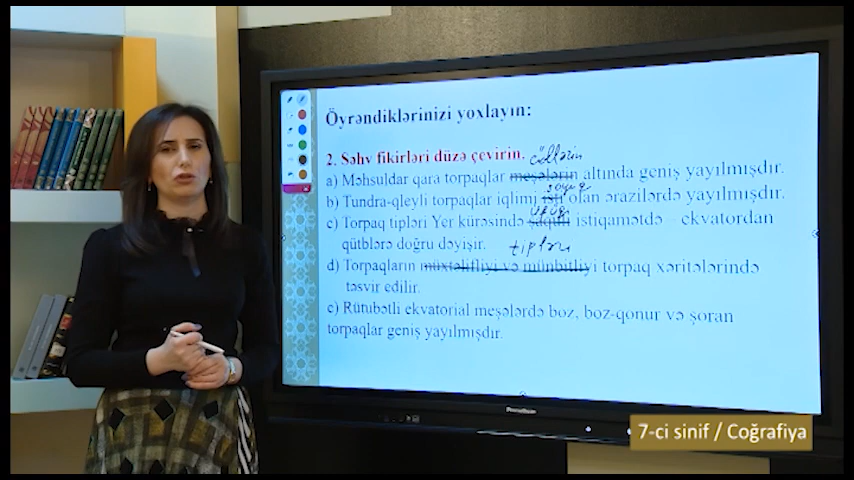 Öyrəndiklərinizi yoxlayın:
2. Səhv fikirləri düzə çevirin.
çöllərin
a) Məhsuldar qara torpaqlar meşələrin altında geniş yayılmışdır.
soyuq
b) Tundra-qleyli torpaqlar iqlimi isti olan ərazilərdə yayılmışdır.
üfüqi
c) Torpaq tipləri Yer kürəsində şaquli istiqamətdə – ekvatordan
qütblərə doğru dəyişir.
tipləri
d) Torpaqların müxtəlifliyi və münbitliyi torpaq xəritələrində
təsvir edilir.
e) Rütubətli ekvatorial meşələrdə boz, boz-qonur və şoran
torpaqlar geniş yayılmışdır.
Promethean
7-ci sinif / Coğrafiya